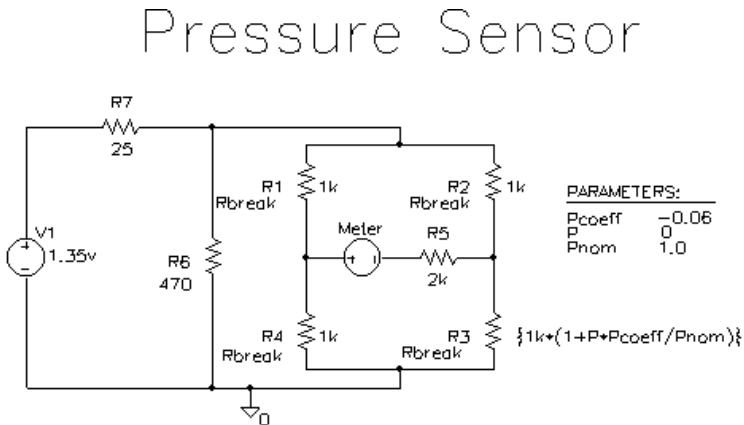 Pressure Sensor
R7
25
V1
+
1.35v
-
R6
470
R1
1k
Rbreak
R2
1k
Rbreak
Meter
+ -
R5
2k
R4
1k
Rbreak
R3
Rbreak
{1k*(1+P*Pcoeff/Pnom)}
0
PARAMETERS:
Pcoeff -0.06
P 0
Pnom 1.0